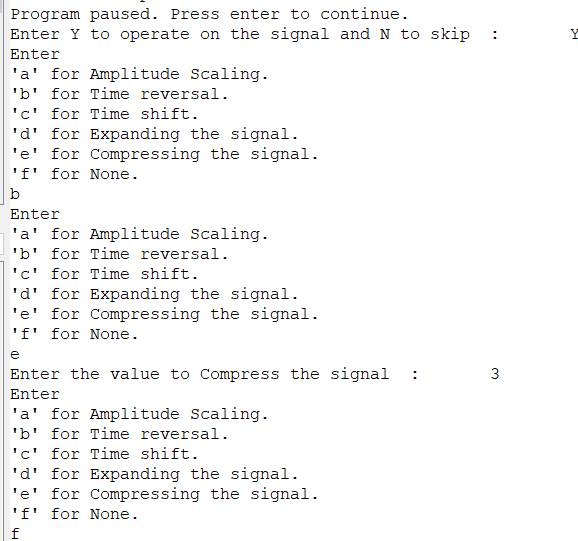 Program paused. Press enter to continue.
Enter Y to operate on the signal and N to skip  :       Y
Enter
'a' for Amplitude Scaling.
'b' for Time reversal.
'c' for Time shift.
'd' for Expanding the signal.
'e' for Compressing the signal.
'f' for None.
b
Enter
'a' for Amplitude Scaling.
'b' for Time reversal.
'c' for Time shift.
'd' for Expanding the signal.
'e' for Compressing the signal.
'f' for None.
e
Enter the value to Compress the signal  :       3
Enter
'a' for Amplitude Scaling.
'b' for Time reversal.
'c' for Time shift.
'd' for Expanding the signal.
'e' for Compressing the signal.
'f' for None.
f